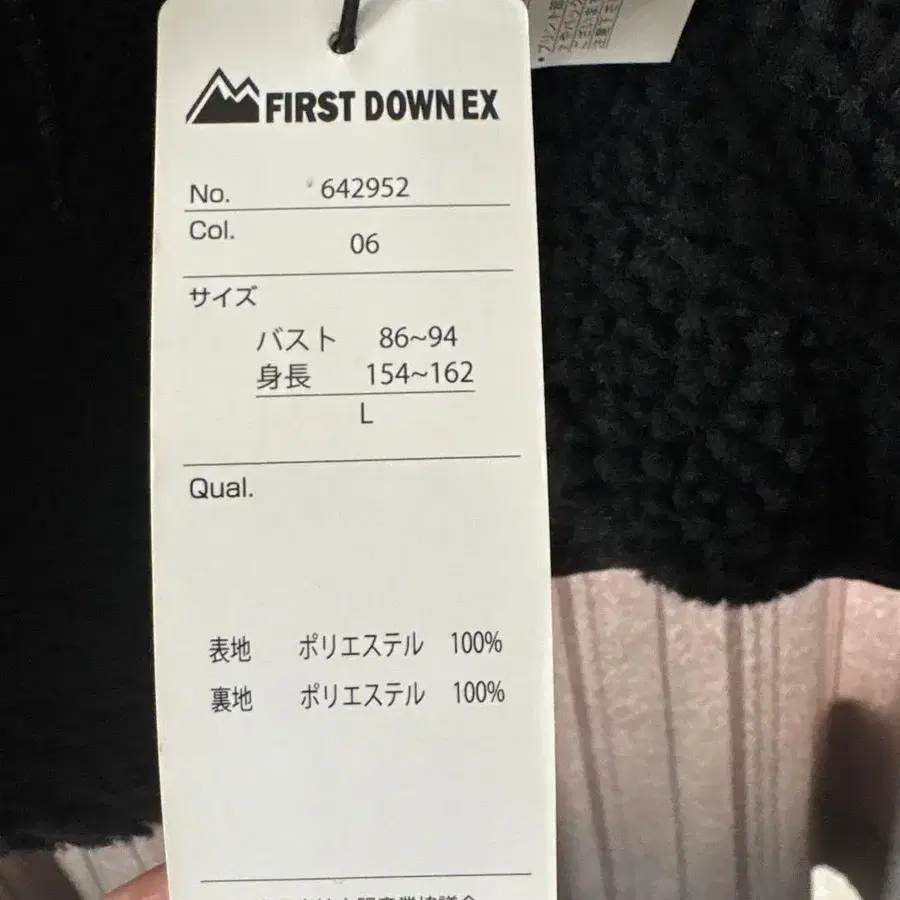 FIRST DOWN EX
No. 642952
Col. 06
サイズ
バスト 86~94
身長 154~162
L
Qual.
表地 ポリエステル 100%
裏地 ポリエステル 100%